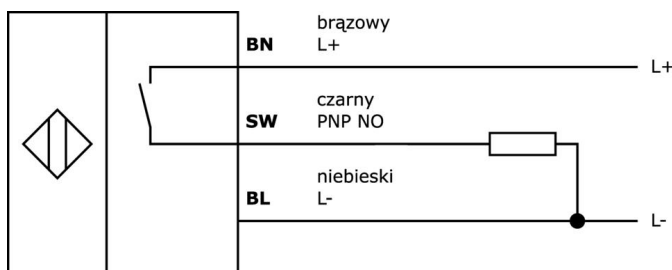 brązowy
BN L+
L+
czarny
SW PNP NO
niebieski
BL L-
L-